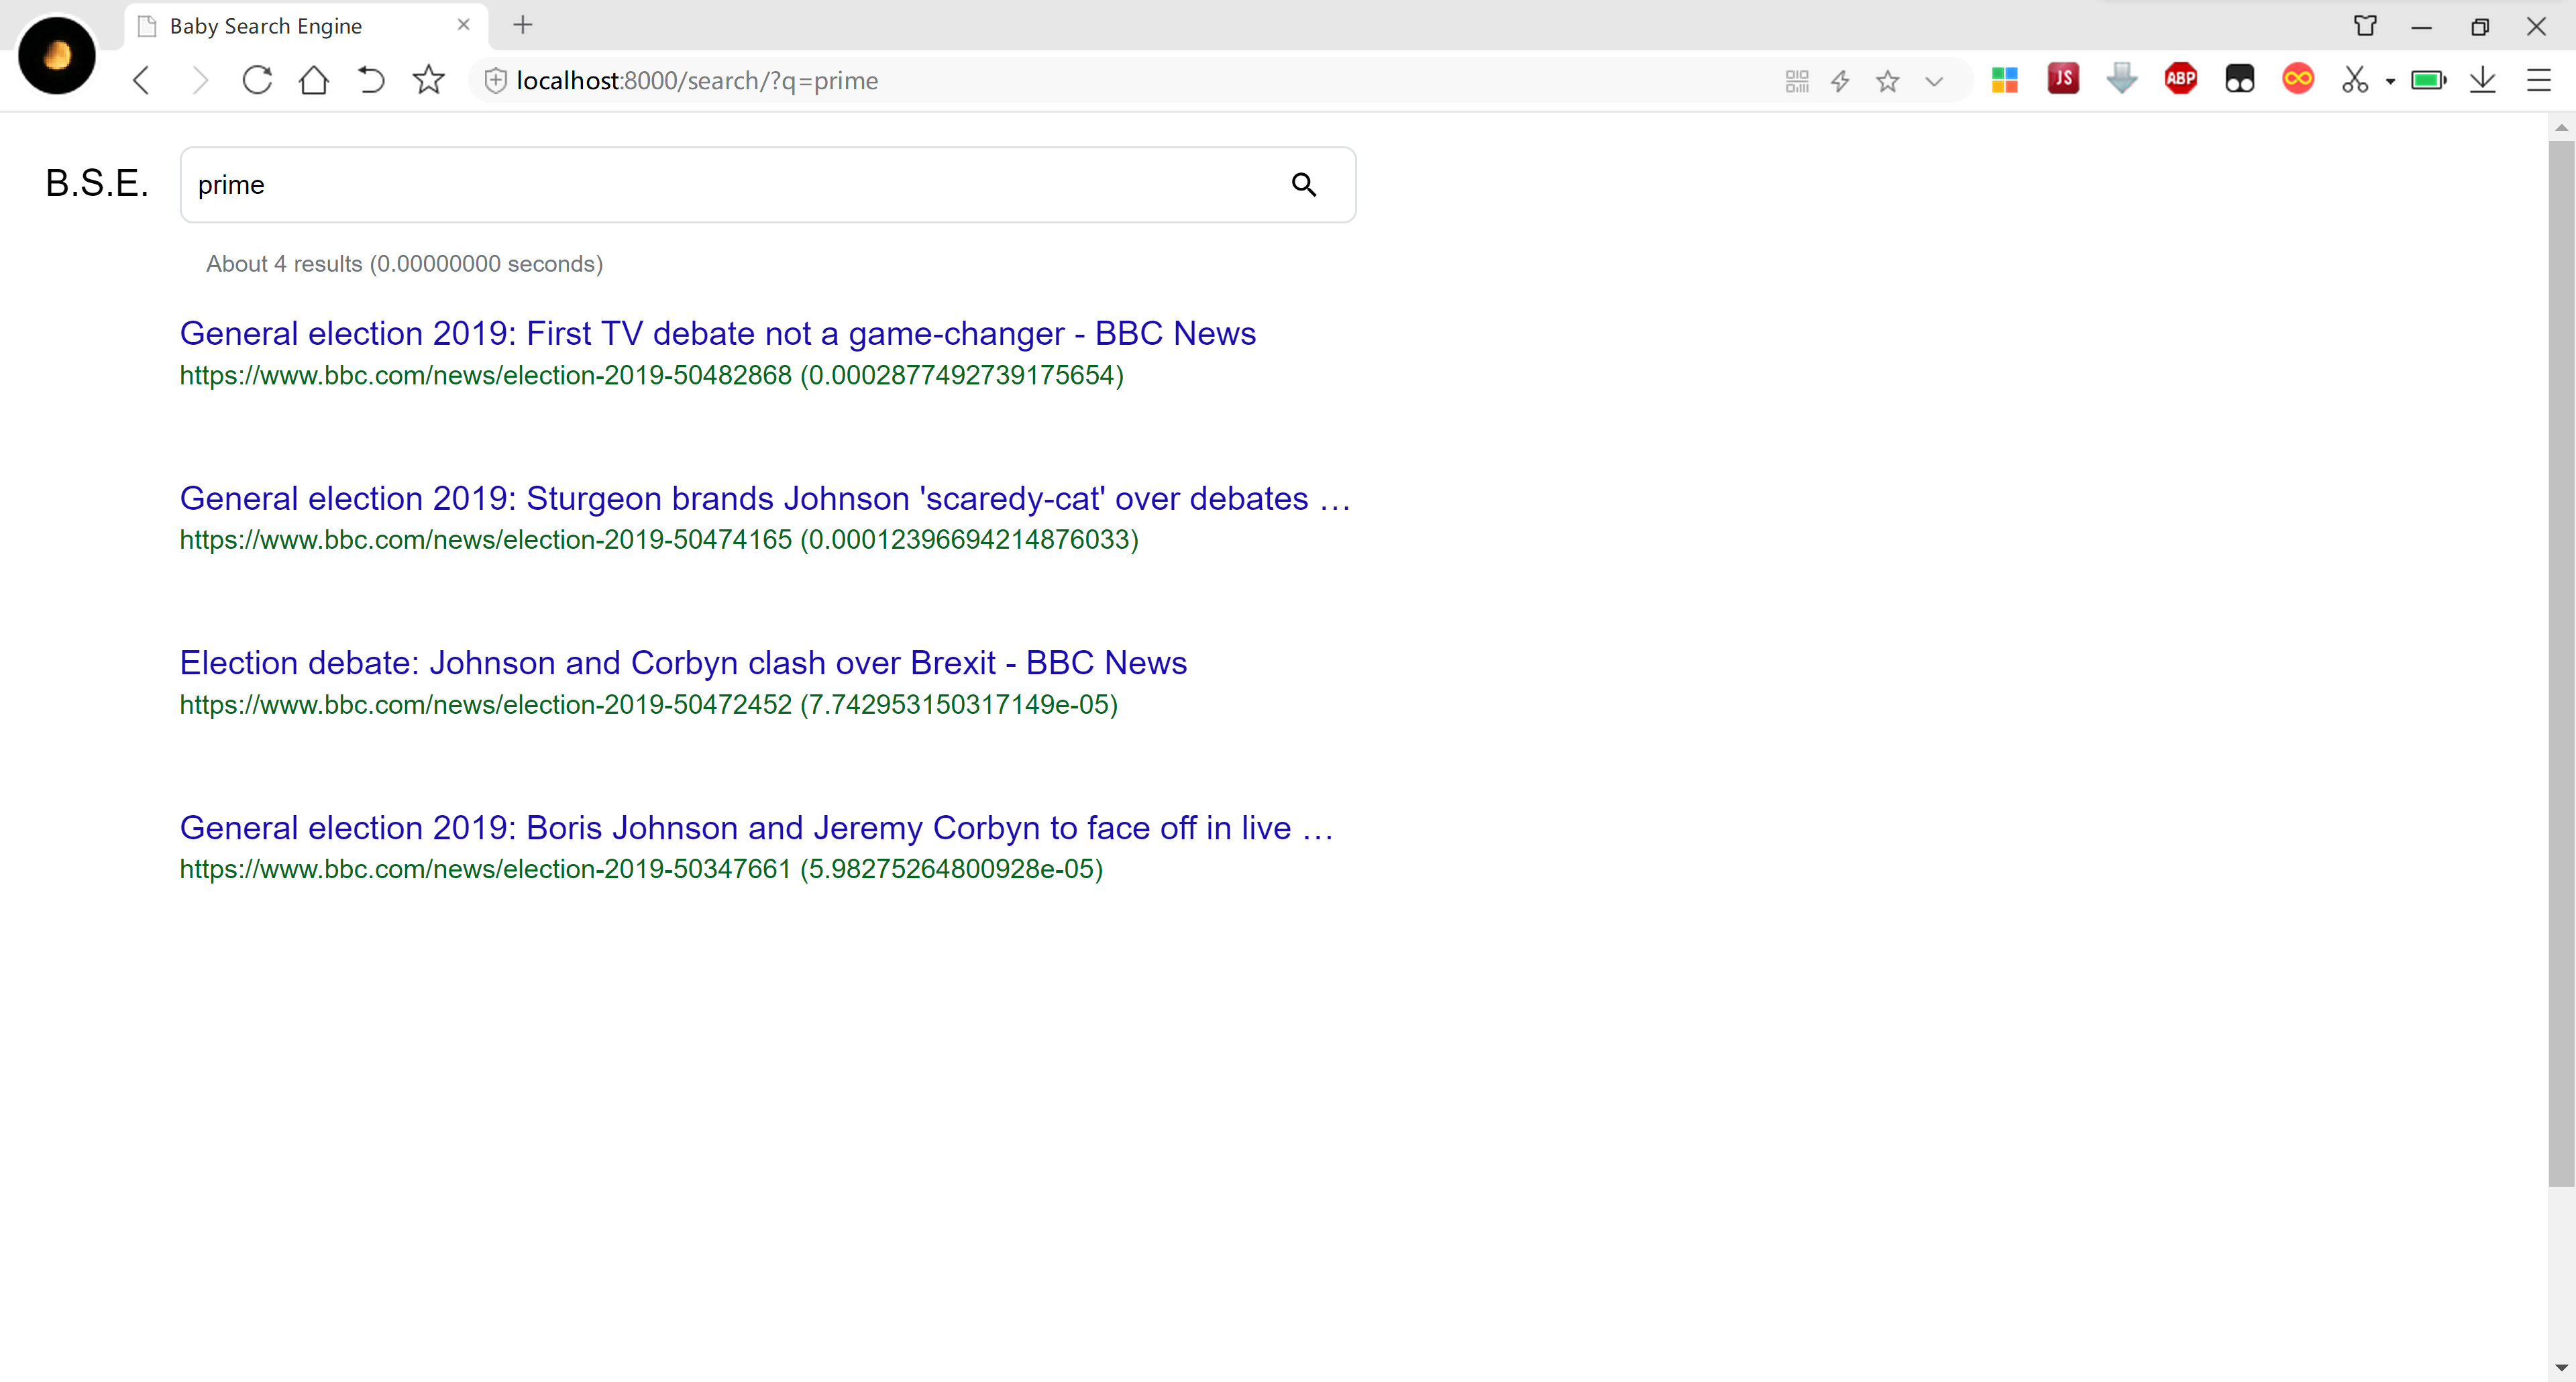 Baby Search Engine
localhost:8000/search/?q=prime
JS
ABP
B.S.E.
prime
About 4 results (0.00000000 seconds)
General election 2019: First TV debate not a game-changer - BBC News
https://www.bbc.com/news/election-2019-50482868 (0.0002877492739175654)
General election 2019: Sturgeon brands Johnson 'scaredy-cat' over debates …
https://www.bbc.com/news/election-2019-50474165 (0.00012396694214876033)
Election debate: Johnson and Corbyn clash over Brexit - BBC News
https://www.bbc.com/news/election-2019-50472452 (7.742953150317149e-05)
General election 2019: Boris Johnson and Jeremy Corbyn to face off in live …
https://www.bbc.com/news/election-2019-50347661 (5.98275264800928e-05)